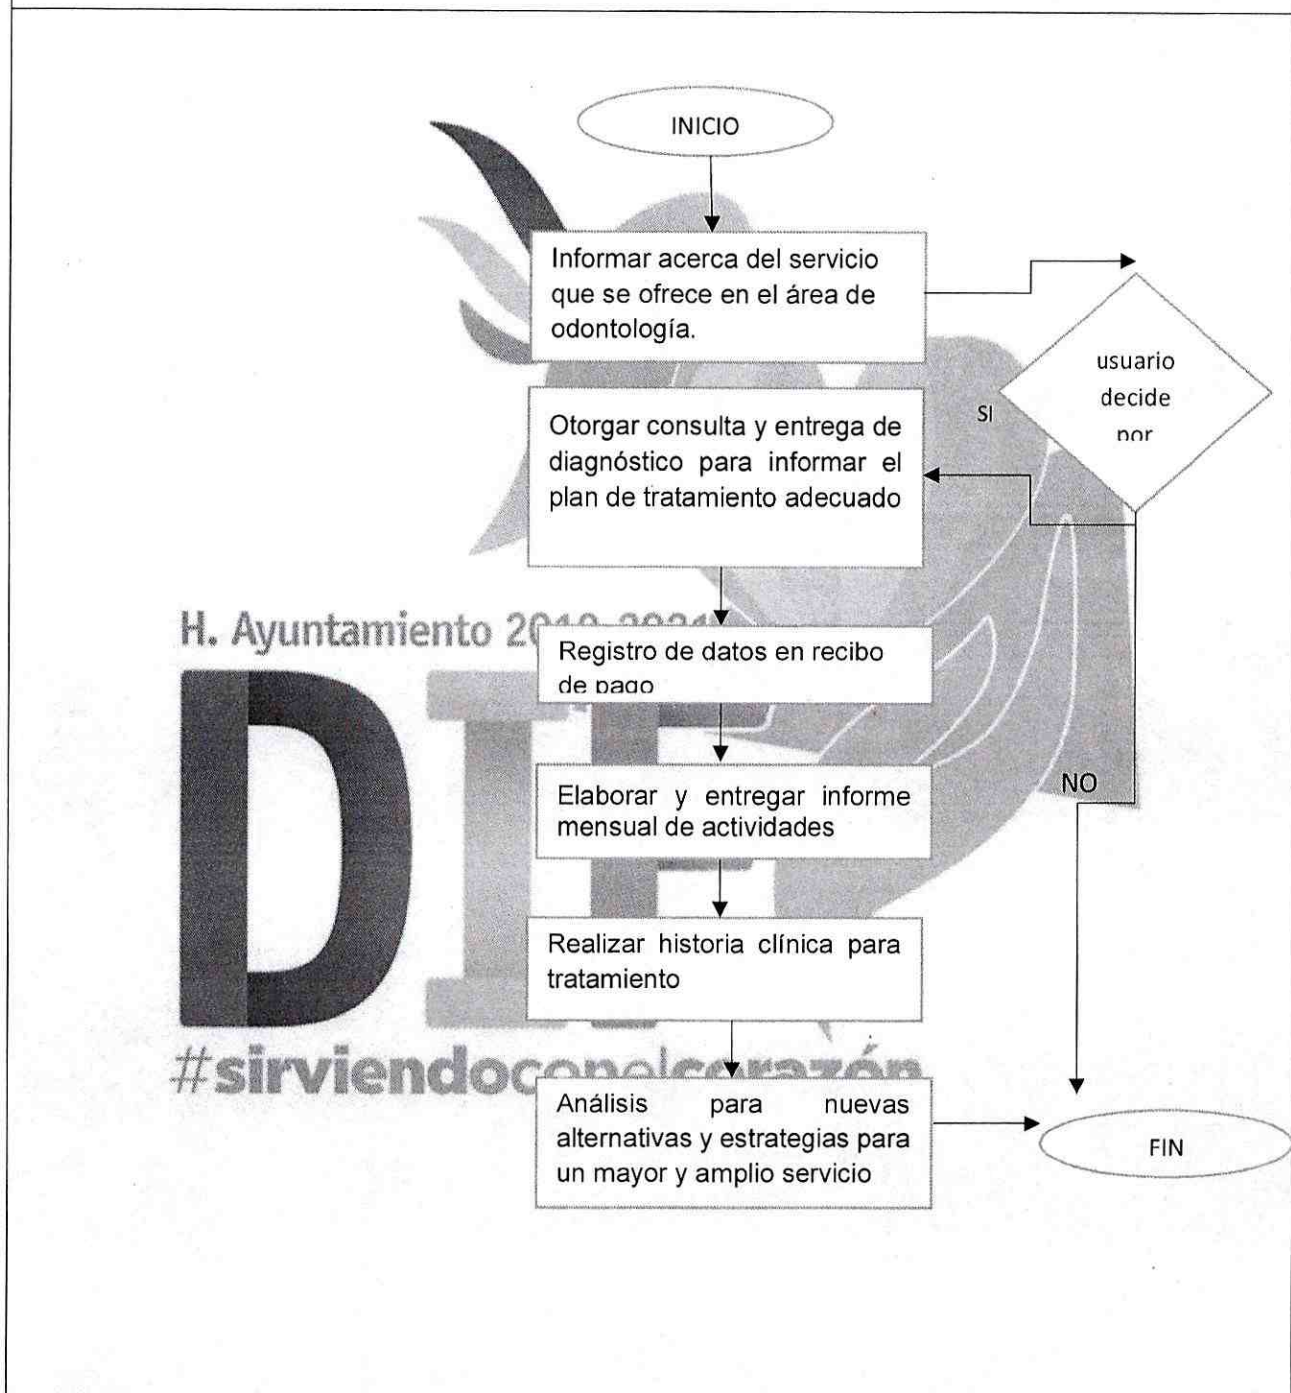 INICIO
Informar acerca del servicio
que se ofrece en el área de
odontología.
usuario
decide
por
SI
Otorgar consulta y entrega de
diagnóstico para informar el
plan de tratamiento adecuado
H. Ayuntamiento
Registro de datos en recibo
de pago
DIF
NO
Elaborar y entregar informe
mensual de actividades
Realizar historia clínica para
tratamiento
#sirviendoconelcorazón
Análisis para nuevas
alternativas y estrategias para
un mayor y amplio servicio
FIN